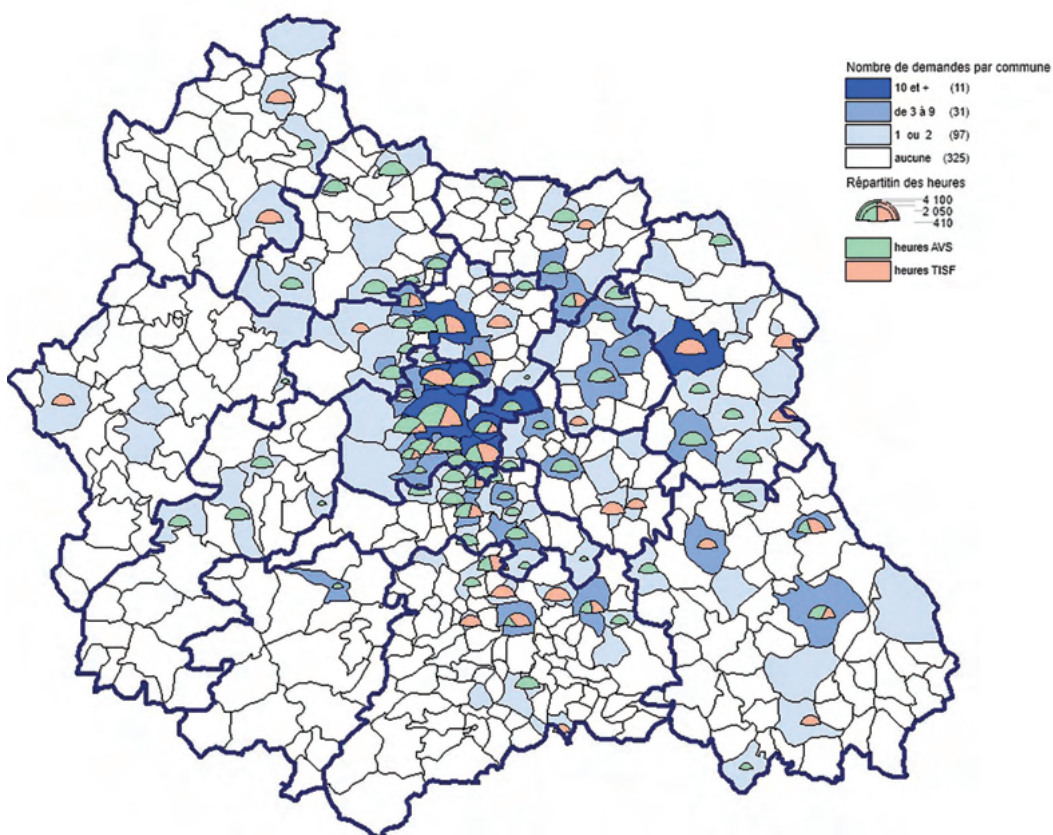 Nombre de demandes par commune
10 et + (11)
de 3 à 9 (31)
1 ou 2 (97)
aucune (325)
Répartitin des heures
4 100
2 050
410
heures AVS
heures TISF